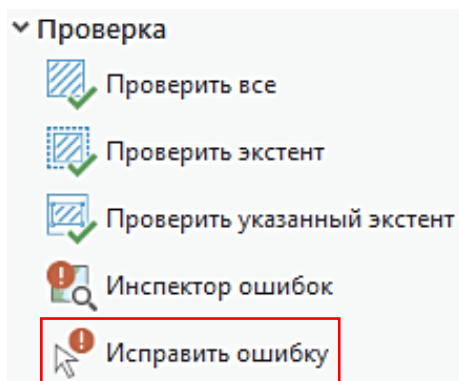 Проверка
Проверить все
Проверить экстент
Проверить указанный экстент
Инспектор ошибок
Исправить ошибку